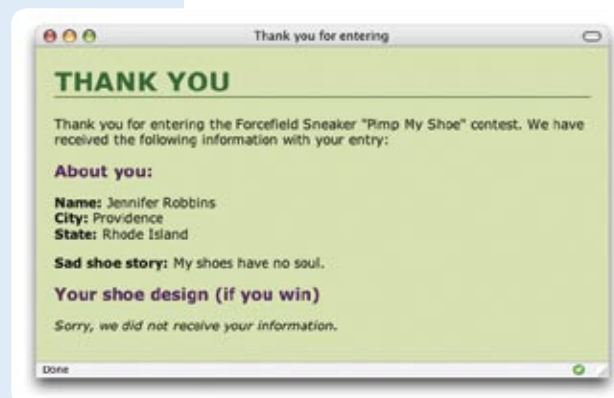 Thank you for entering
THANK YOU
Thank you for entering the Forcefield Sneaker "Pimp My Shoe" contest. We have
received the following information with your entry:
About you:
Name: Jennifer Robbins
City: Providence
State: Rhode Island
Sad shoe story: My shoes have no soul.
Your shoe design (if you win)
Sorry, we did not receive your information.
Done